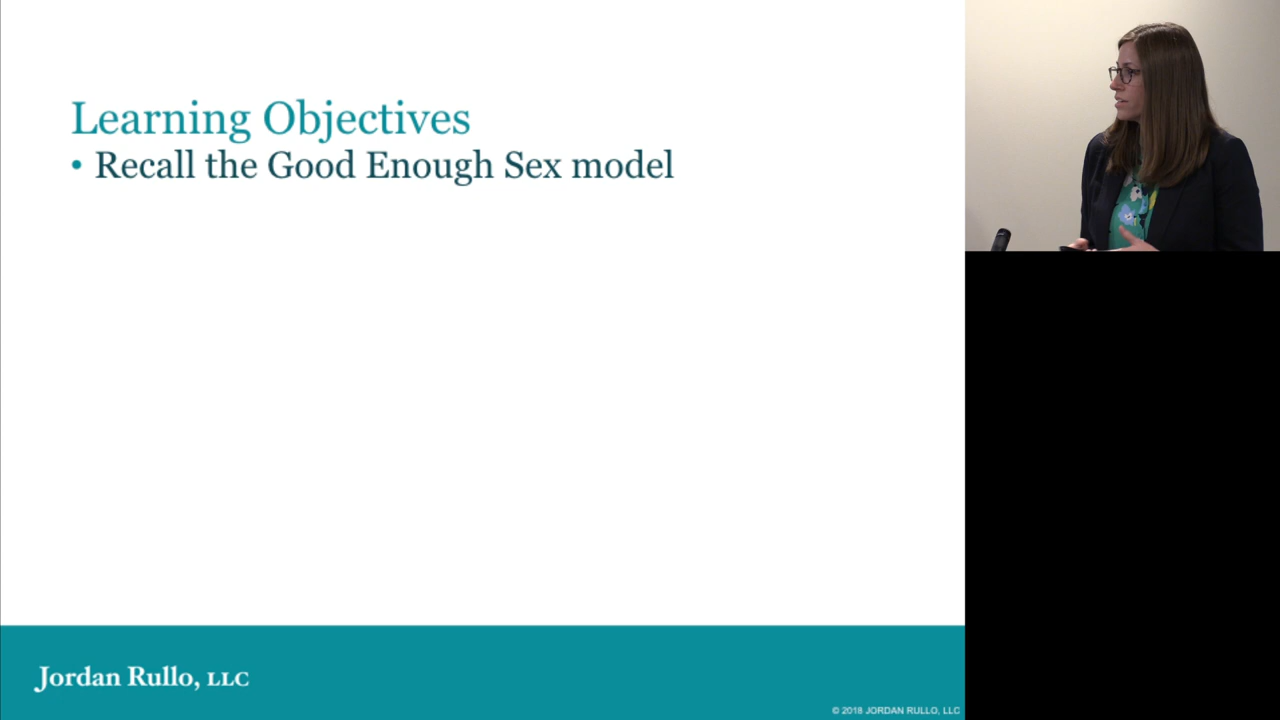 Learning Objectives
• Recall the Good Enough Sex model
Jordan Rullo, LLC
© 2018 JORDAN RULLO, LLC